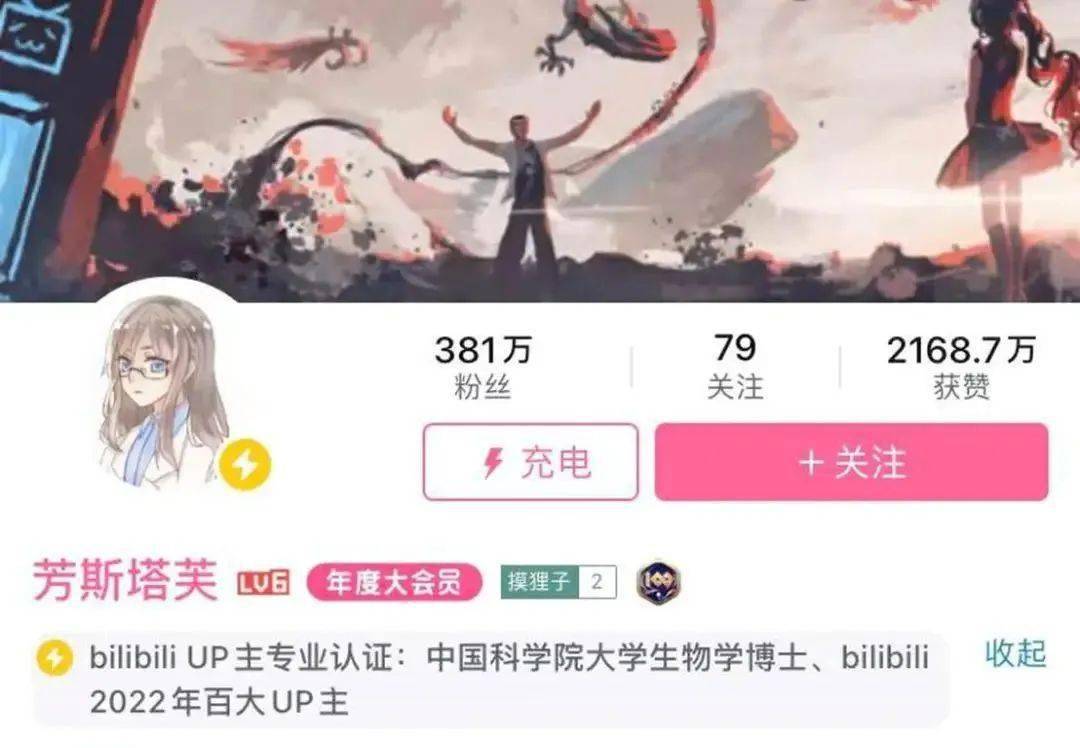 381万 79 2168.7万
粉丝 关注 获赞
充电 +关注
芳斯塔芙 LV6 年度大会员 摸狸子 2 100
bilibili UP主专业认证：中国科学院大学生物学博士、bilibili 收起
2022年百大UP主